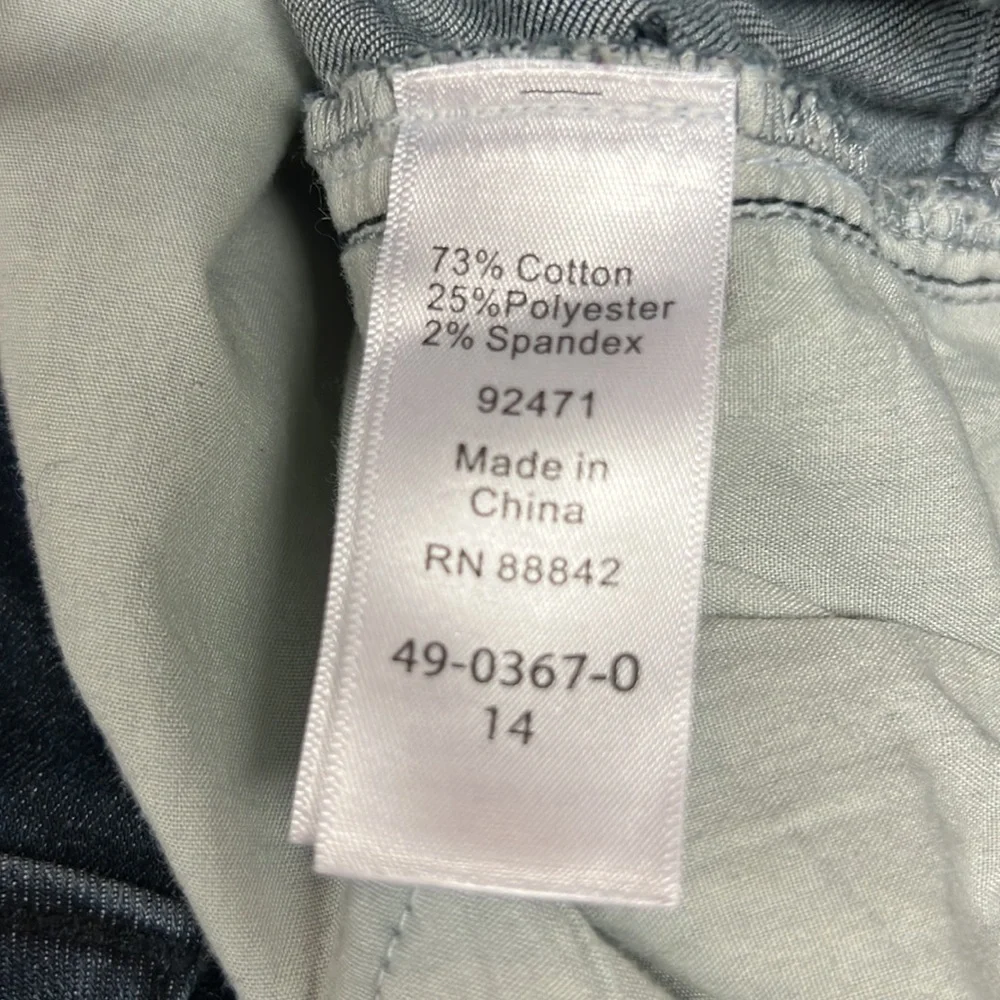 73% Cotton
25%Polyester
2% Spandex
92471
Made in
China
RN 88842
49-0367-0
14